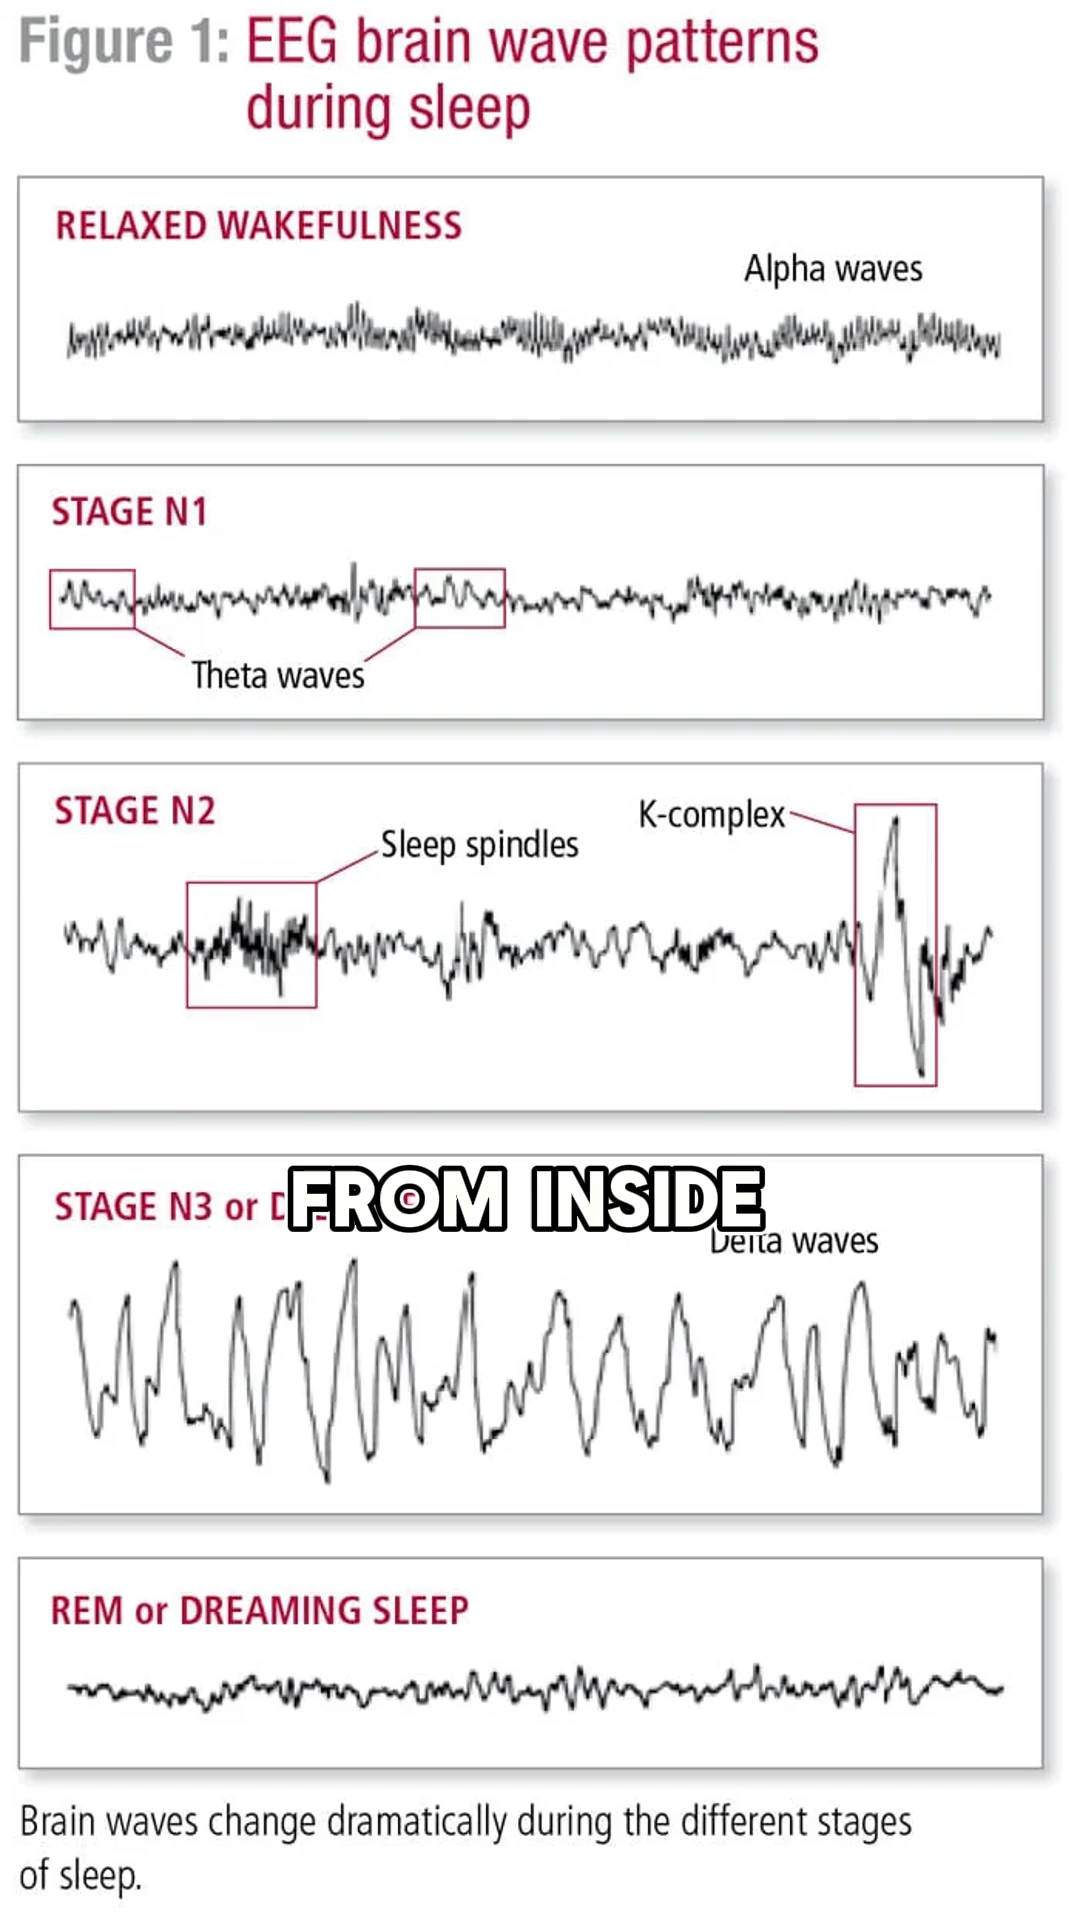 Figure 1: EEG brain wave patterns
during sleep
RELAXED WAKEFULNESS
Alpha waves
STAGE N1
Theta waves
STAGE N2
K-complex
Sleep spindles
STAGE N3 or
FROM INSIDE
Delta waves
REM or DREAMING SLEEP
Brain waves change dramatically during the different stages
of sleep.